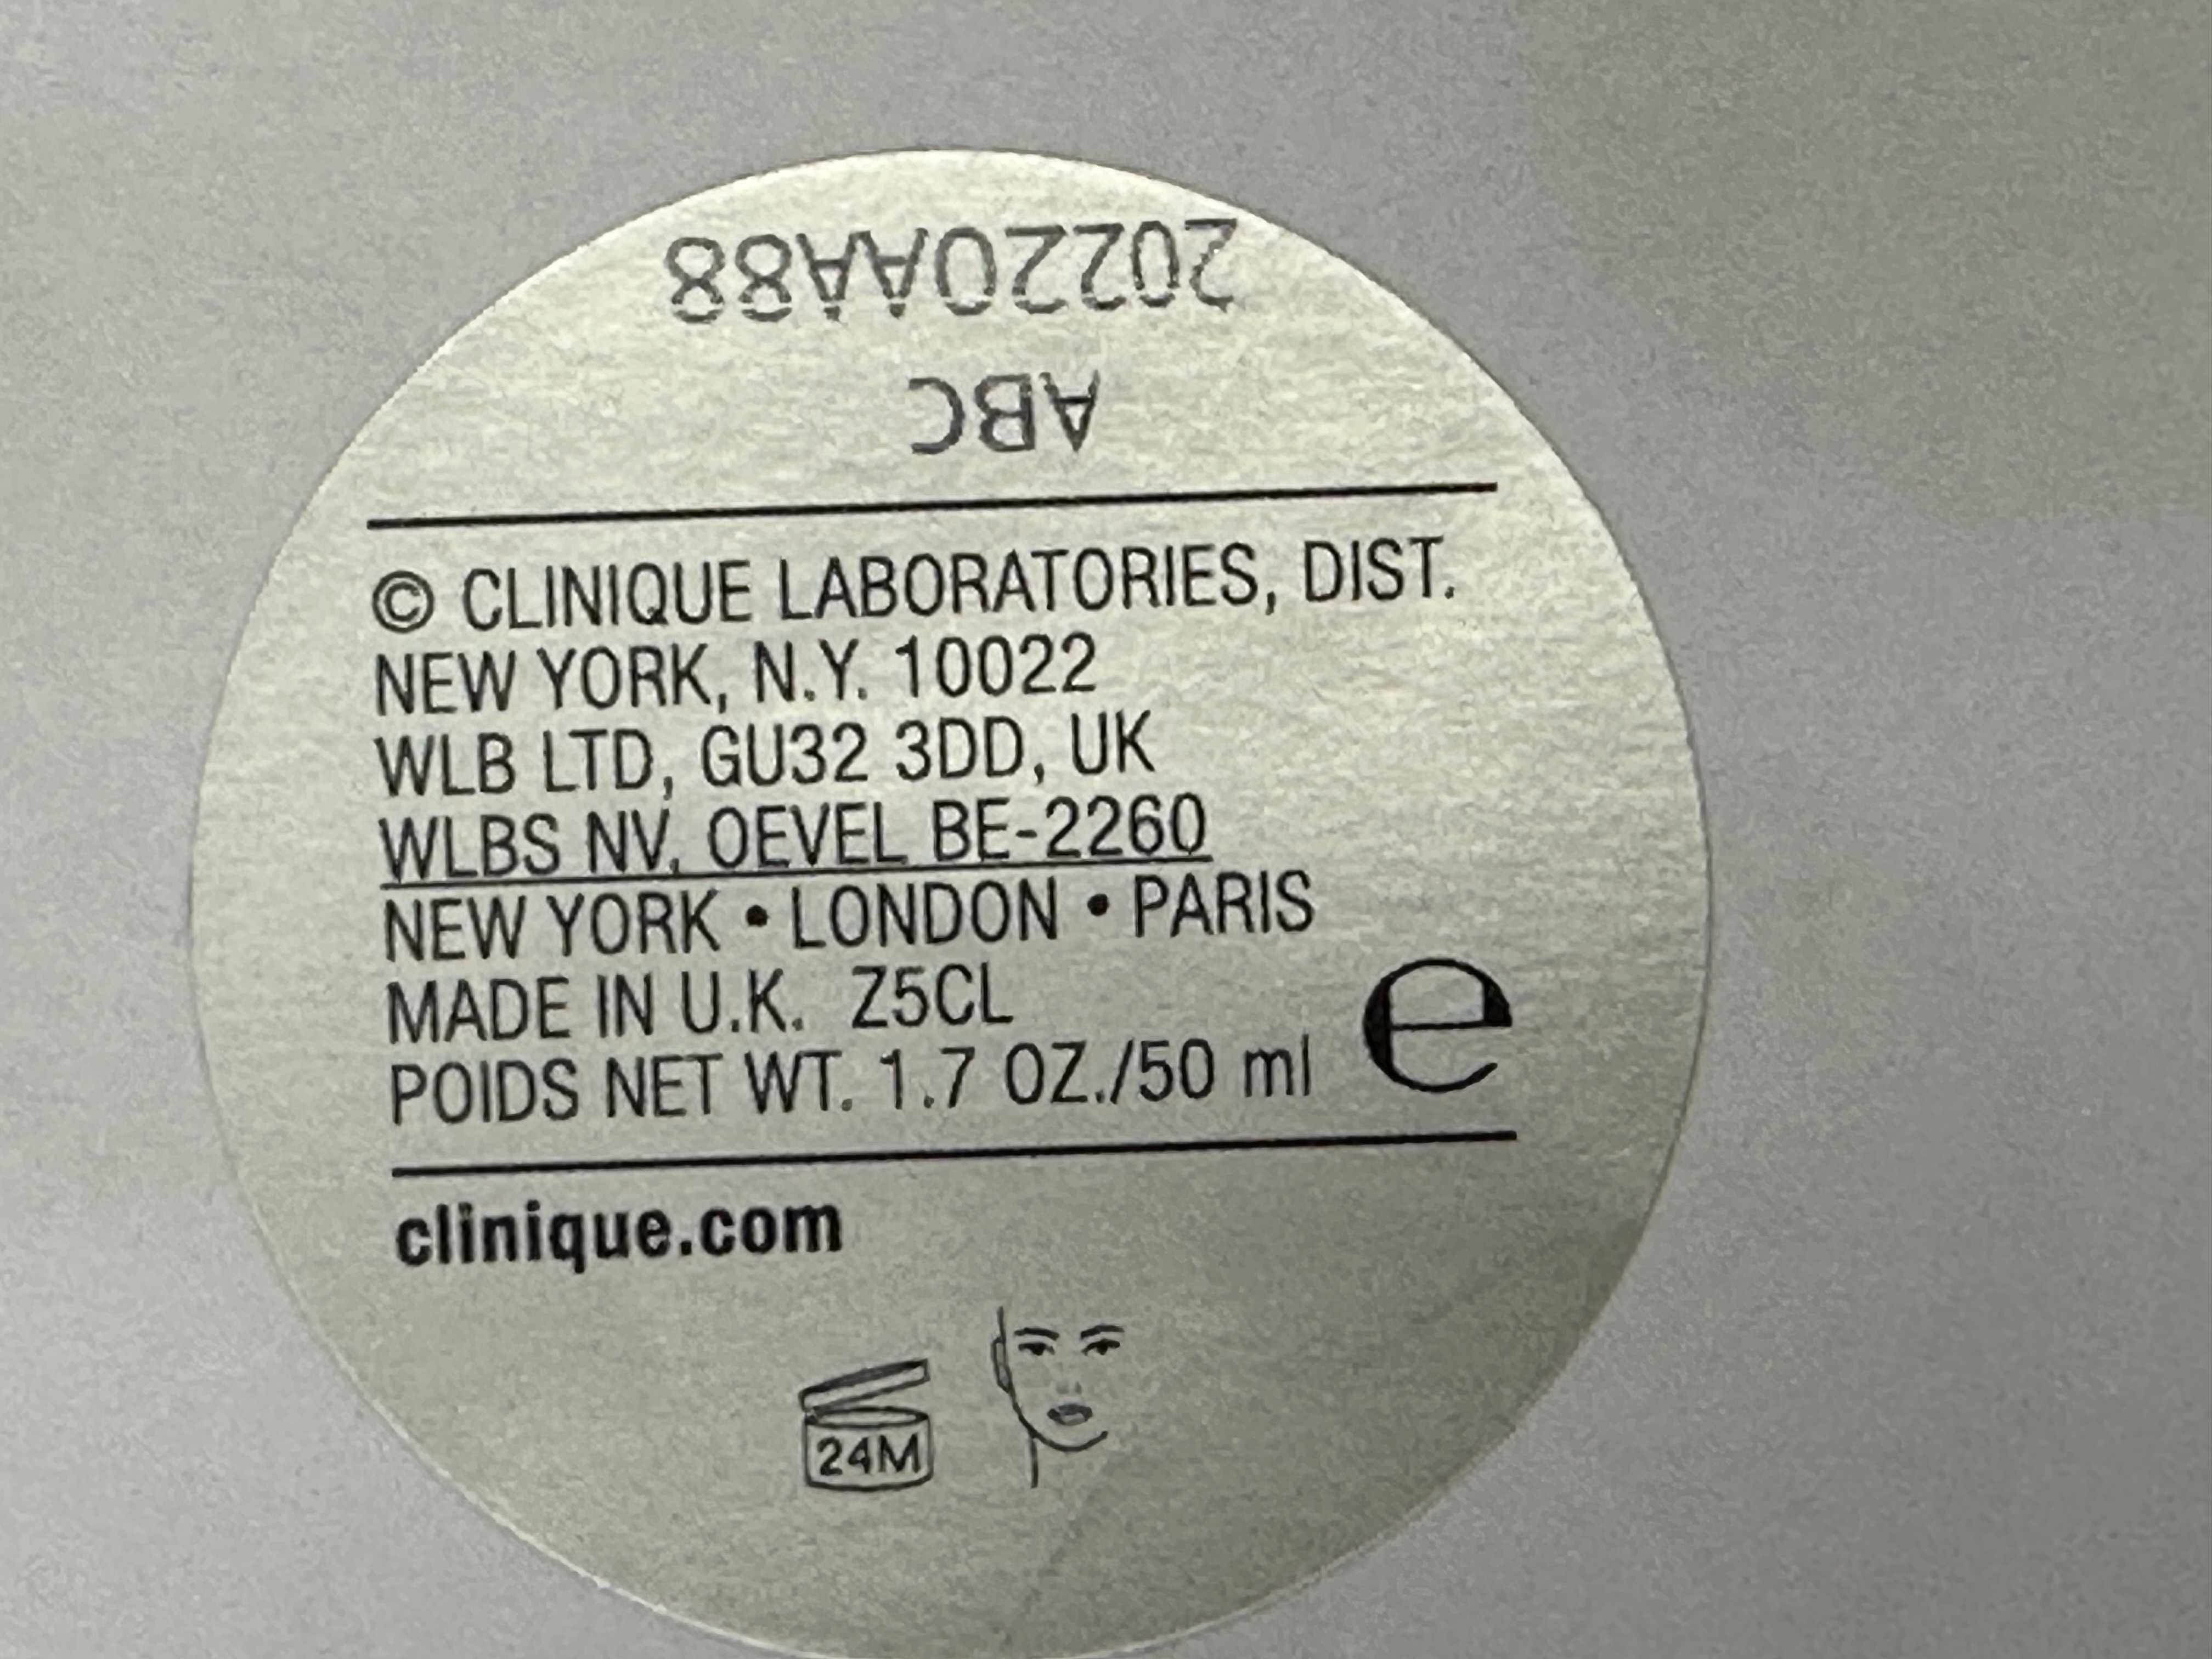 ABC
20220AA88
© CLINIQUE LABORATORIES, DIST.
NEW YORK, N.Y. 10022
WLB LTD, GU32 3DD, UK
WLBS NV, OEVEL BE-2260
NEW YORK • LONDON • PARIS
MADE IN U.K. Z5CL
POIDS NET WT. 1.7 OZ./50 ml e
clinique.com
24M